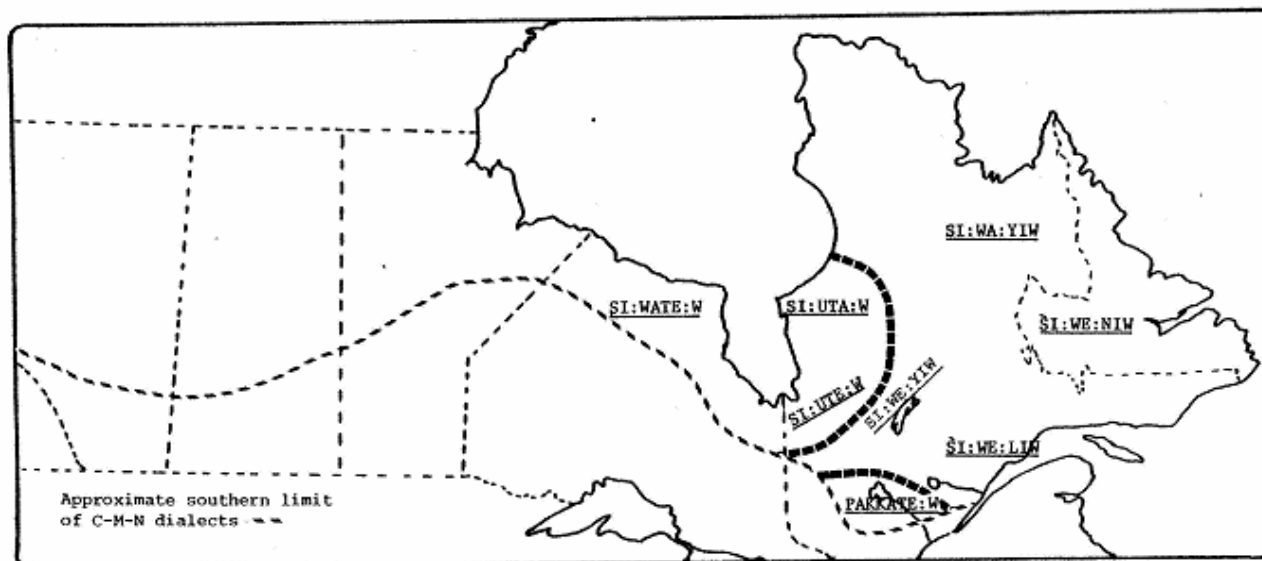 SI:WA:YIW
SI:WATE:W
SI:UTA:W
ŠI:WE:NIW
SI:WE:YIW
SI:UTE:W
ŠI:WE:LIW
Approximate southern limit
of C-M-N dialects
PAKKATE:W